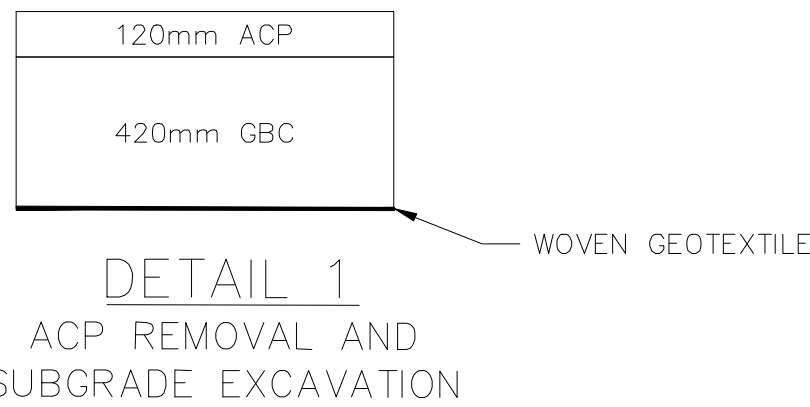 120mm ACP
420mm GBC
WOVEN GEOTEXTILE
DETAIL 1
ACP REMOVAL AND
SUBGRADE EXCAVATION